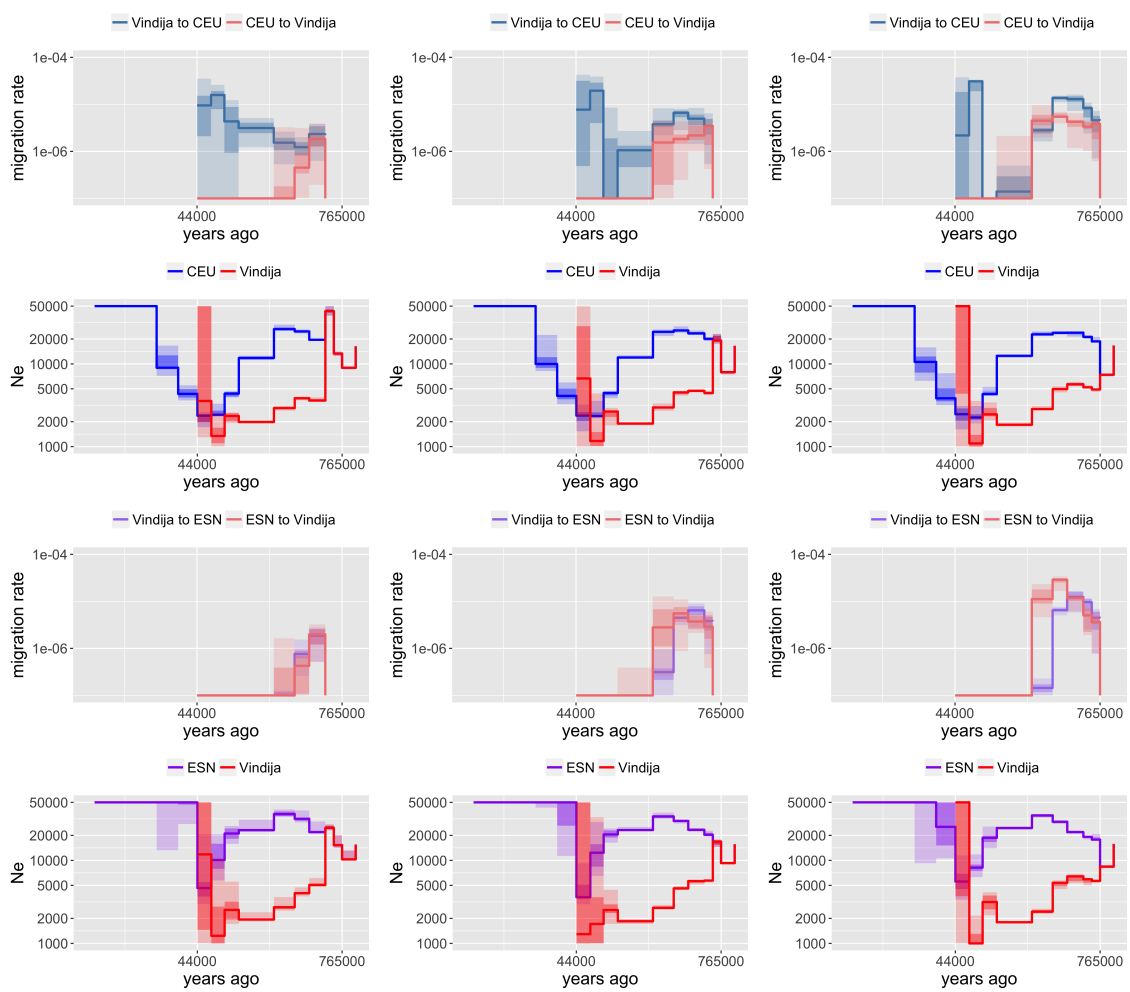 Vindija to CEU CEU to Vindija Vindija to CEU CEU to Vindija Vindija to CEU CEU to Vindija
1e-04 1e-04 1e-04
migration rate migration rate migration rate
1e-06 1e-06 1e-06
44000 765000 44000 765000 44000 765000
years ago years ago years ago
CEU Vindija CEU Vindija CEU Vindija
50000 50000 50000
20000 20000 20000
10000 10000 10000
Ne Ne Ne
5000 5000 5000
2000 2000 2000
1000 1000 1000
44000 765000 44000 765000 44000 765000
years ago years ago years ago
Vindija to ESN ESN to Vindija Vindija to ESN ESN to Vindija Vindija to ESN ESN to Vindija
1e-04 1e-04 1e-04
migration rate migration rate migration rate
1e-06 1e-06 1e-06
44000 765000 44000 765000 44000 765000
years ago years ago years ago
ESN Vindija ESN Vindija ESN Vindija
50000 50000 50000
20000 20000 20000
10000 10000 10000
Ne Ne Ne
5000 5000 5000
2000 2000 2000
1000 1000 1000
44000 765000 44000 765000 44000 765000
years ago years ago years ago